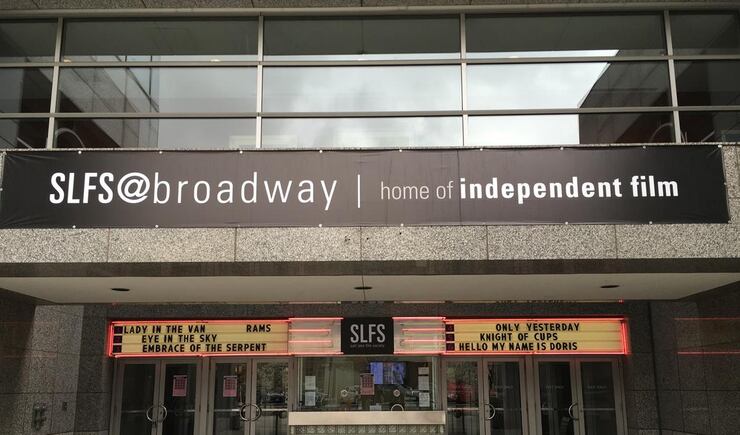 SLFS@broadway | home of independent film
LADY IN THE VAN RAMS
EYE IN THE SKY
EMBRACE OF THE SERPENT
SLFS
ONLY YESTERDAY
KNIGHT OF CUPS
HELLO MY NAME IS DORIS